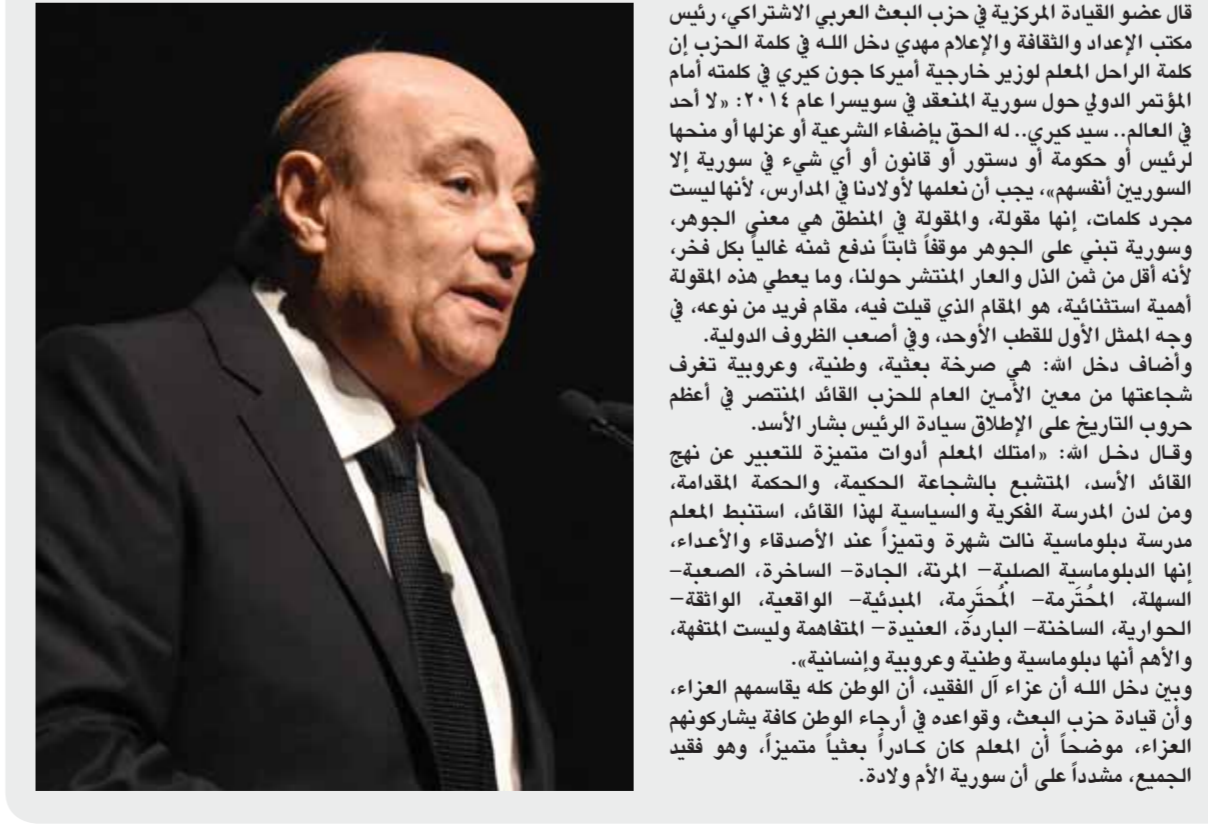 قال عضو القيادة المركزية في حزب البعث العربي الاشتراكي، رئيس
مكتب الإعداد والثقافة والإعلام مهدي دخل اللـه في كلمة الحزب إن
كلمة الراحل المعلم لوزير خارجية أميركا جون كيري في كلمته أمام
المؤتمر الدولي حول سورية المنعقد في سويسرا عام ٢٠١٤: «لا أحد
في العالم.. سيد كيري.. له الحق بإضفاء الشرعية أو عزلها أو منحها
لرئيس أو حكومة أو دستور أو قانون أو أي شيء في سورية إلا
السوريين أنفسهم»، يجب أن نعلمها لأولادنا في المدارس، لأنها ليست
مجرد كلمات، إنها مقولة، والمقولة في المنطق هي معنى الجوهر،
وسورية تبني على الجوهر موقفاً ثابتاً ندفع ثمنه غالياً بكل فخر،
لأنه أقل من ثمن الذل والعار المنتشر حولنا، وما يعطي هذه المقولة
أهمية استثنائية، هو المقام الذي قيلت فيه، مقام فريد من نوعه، في
وجه الممثل الأول للقطب الأوحد، وفي أصعب الظروف الدولية.
وأضاف دخل الله: هي صرخة بعثية، وطنية، وعروبية تغرف
شجاعتها من معين الأمين العام للحزب القائد المنتصر في أعظم
حروب التاريخ على الإطلاق سيادة الرئيس بشار الأسد.
وقال دخل الله: «امتلك المعلم أدوات متميزة للتعبير عن نهج
القائد الأسد، المتشبع بالشجاعة الحكيمة، والحكمة المقدامة،
ومن لدن المدرسة الفكرية والسياسية لهذا القائد، استنبط المعلم
مدرسة دبلوماسية نالت شهرة وتميزاً عند الأصدقاء والأعداء،
إنها الدبلوماسية الصلبة– المرنة، الجادة– الساخرة، الصعبة–
السهلة، المحُتَرمة– المُحتَرِمة، المبدئية– الواقعية، الواثقة–
الحوارية، الساخنة– الباردة، العنيدة– المتفاهمة وليست المتفهة،
والأهم أنها دبلوماسية وطنية وعروبية وإنسانية».
وبين دخل اللـه أن عزاء آل الفقيد، أن الوطن كله يقاسمهم العزاء،
وأن قيادة حزب البعث، وقواعده في أرجاء الوطن كافة يشاركونهم
العزاء، موضحاً أن المعلم كان كـادراً بعثياً متميزاً، وهو فقيد
الجميع، مشدداً على أن سورية الأم ولادة.